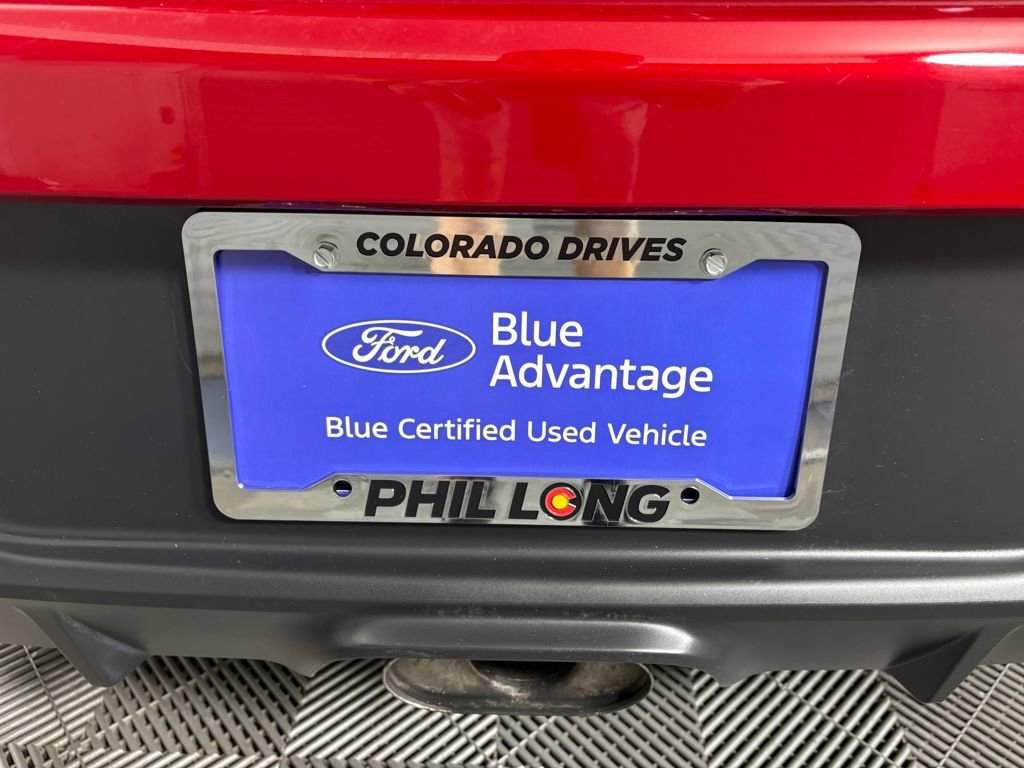 COLORADO DRIVES
Ford
Blue
Advantage
Blue Certified Used Vehicle
PHIL LONG